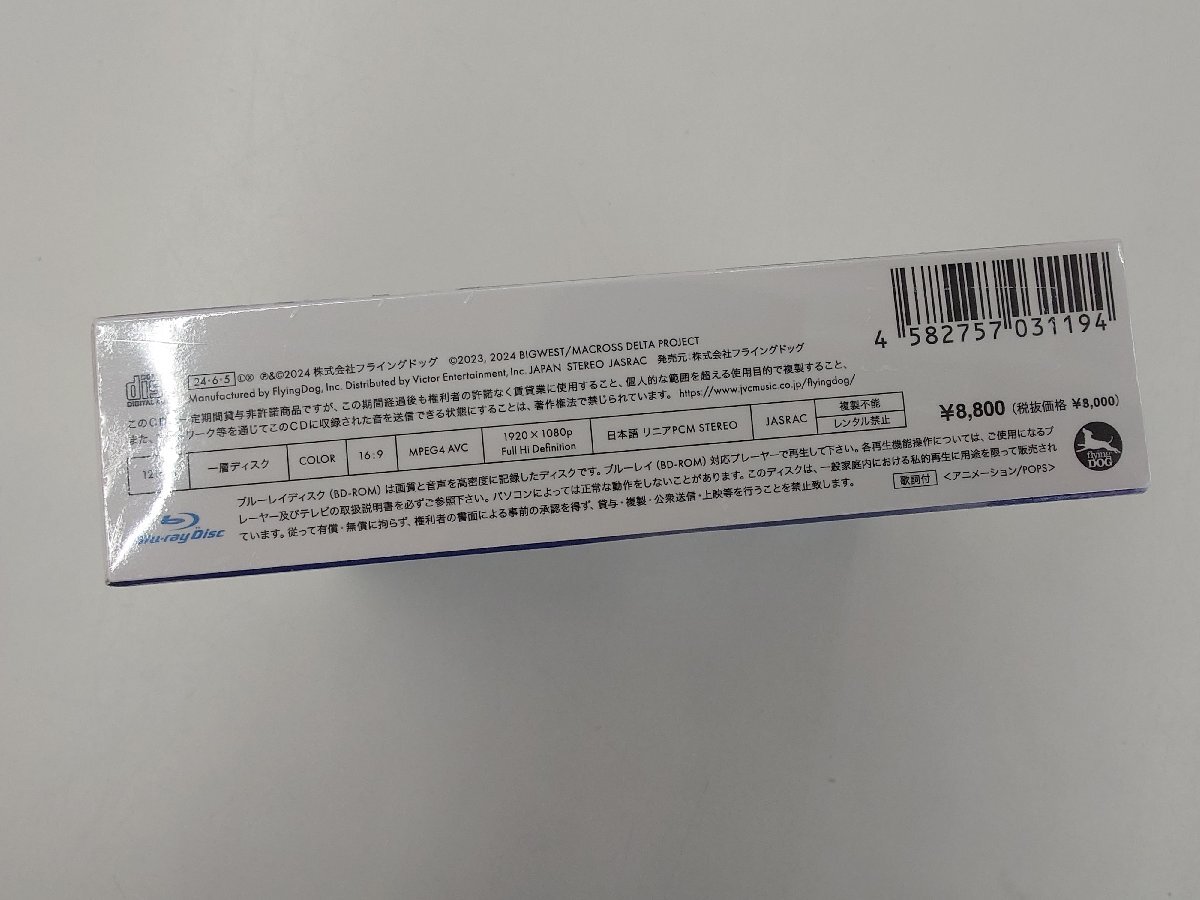 4 582757 031194
24・6・5 Ⓛ Ⓧ ℗&©2024 株式会社フライングドッグ ©2023, 2024 BIGWEST/MACROSS DELTA PROJECT
Manufactured by FlyingDog, Inc. Distributed by Victor Entertainment, Inc. JAPAN STEREO JASRAC 発売元：株式会社フライングドッグ
DIGITAL
このCD 定期間貸与非許諾商品ですが、この期間経過後も権利者の許諾なく賃貸業に使用すること、個人的な範囲を超える使用目的で複製すること、
また、 ワーク等を通じてこのCDに収録された音を送信できる状態にすることは、著作権法で禁じられています。https://www.jvcmusic.co.jp/flyingdog/
一層ディスク COLOR 16:9 MPEG4 AVC 1920×1080p Full Hi Definition 日本語 リニアPCM STEREO JASRAC 複製不能 レンタル禁止
¥8,800 (税抜価格 ¥8,000)
flying DOG
Blu-ray Disc
ブルーレイディスク(BD-ROM)は画質と音声を高密度に記録したディスクです。ブルーレイ(BD-ROM)対応プレーヤーで再生して下さい。各再生機能操作については、ご使用になるプ
レーヤー及びテレビの取扱説明書を必ずご参照下さい。パソコンによっては正常な動作をしないことがあります。このディスクは、一般家庭内における私的再生に用途を限って販売され
ています。従って有償・無償に拘らず、権利者の書面による事前の承認を得ず、貸与・複製・公衆送信・上映等を行うことを禁止致します。
歌詞付 <アニメーション/POPS>